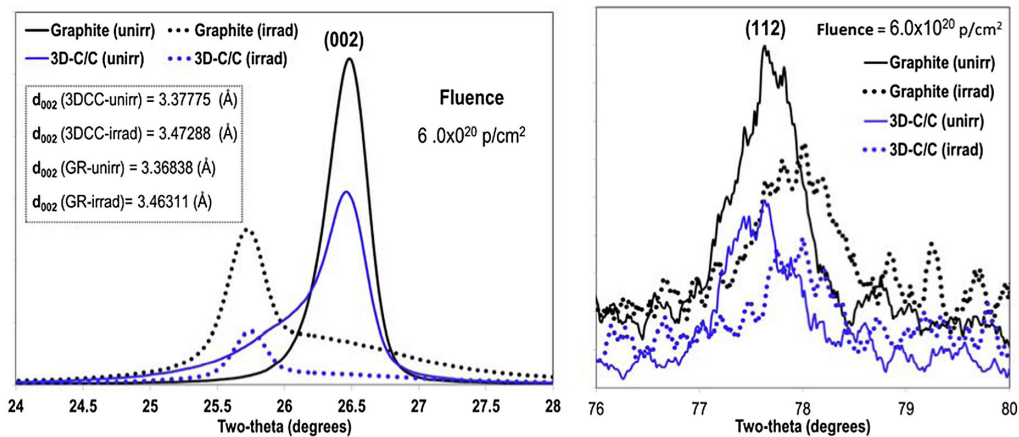 Graphite (unirr) Graphite (irrad)
3D-C/C (unirr) 3D-C/C (irrad)
(002)
d002 (3DCC-unirr) = 3.37775 (Å)
d002 (3DCC-irrad) = 3.47288 (Å)
d002 (GR-unirr) = 3.36838 (Å)
d002 (GR-irrad)= 3.46311 (Å)
Fluence
6 .0x0²⁰ p/cm²
24 25 25.5 26 26.5 27 27.5 28
Two-theta (degrees)
(112)
Fluence = 6.0x10²⁰ p/cm²
Graphite (unirr)
Graphite (irrad)
3D-C/C (unirr)
3D-C/C (irrad)
76 77 78 79 80
Two-theta (degrees)